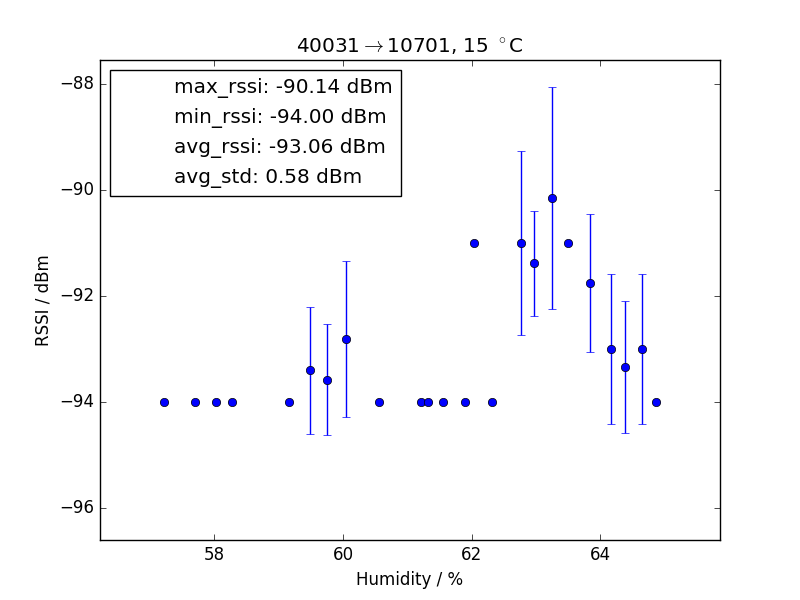 40031→10701, 15 °C
max_rssi: -90.14 dBm
min_rssi: -94.00 dBm
avg_rssi: -93.06 dBm
avg_std: 0.58 dBm
−88
−90
−92
−94
−96
RSSI / dBm
58 60 62 64
Humidity / %